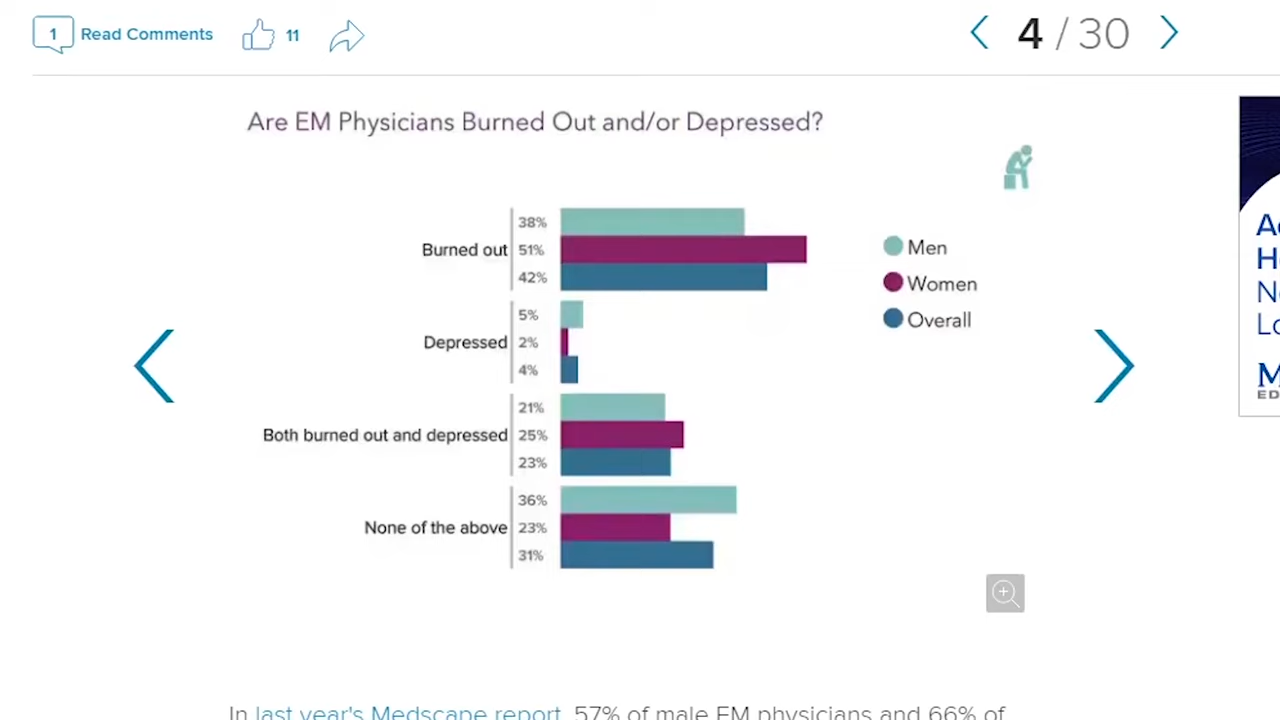 1 Read Comments 11
4 / 30
Are EM Physicians Burned Out and/or Depressed?
38%
Burned out 51%
42%
5%
Depressed 2%
4%
21%
Both burned out and depressed 25%
23%
36%
None of the above 23%
31%
Men
Women
Overall
In last year's Medscape report, 57% of male EM physicians and 66% of